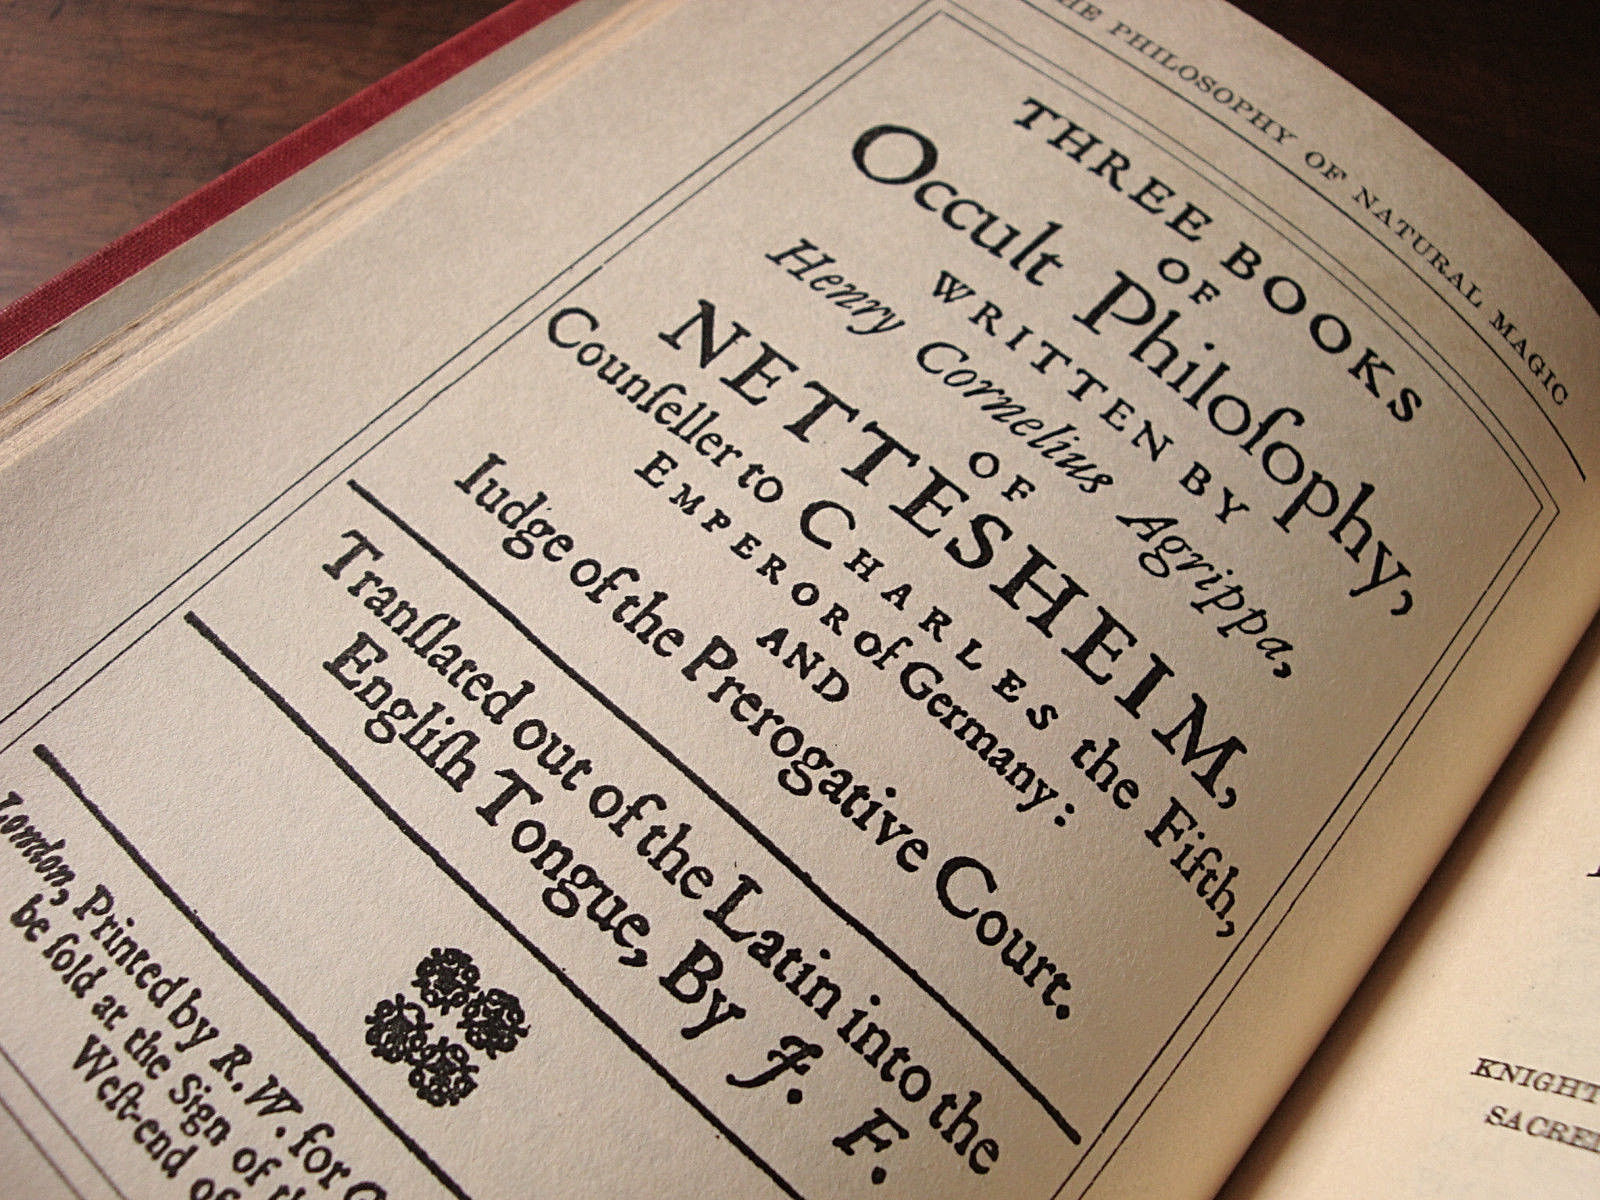 THE PHILOSOPHY OF NATURAL MAGIC
THREE BOOKS
OF
Occult Philoſophy,
WRITTEN BY
Henry Cornelius Agrippa,
OF
NETTESHEIM,
Counſeller to CHARLES the Fifth,
EMPEROR of Germany:
AND
Iudge of the Prerogative Court.
Tranſlated out of the Latin into the
Engliſh Tongue, By J. F.
London, Printed by R. W. for
be ſold at the Sign of
Weſt-end of
KNIGHT
SACRE